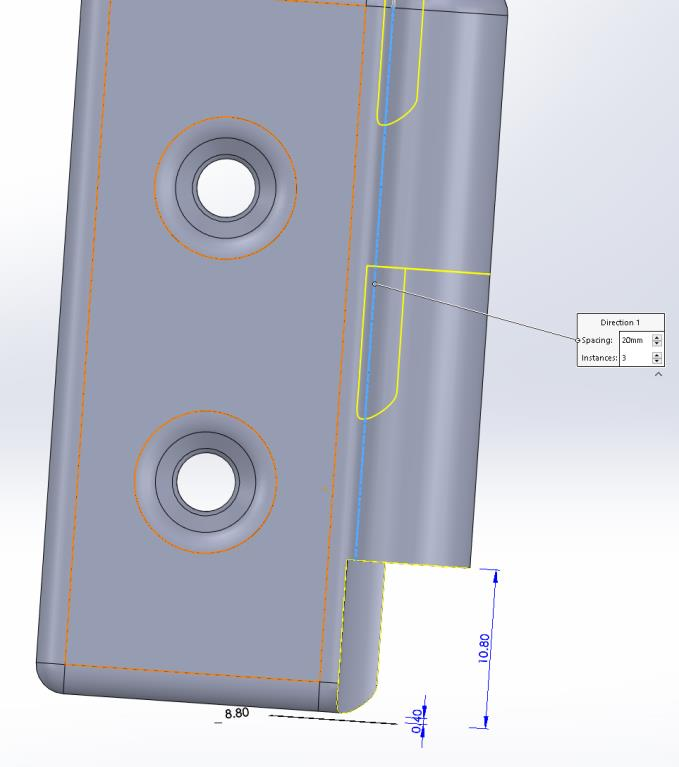 Direction 1
Spacing: 20mm
Instances: 3
10.80
8.80
0.40